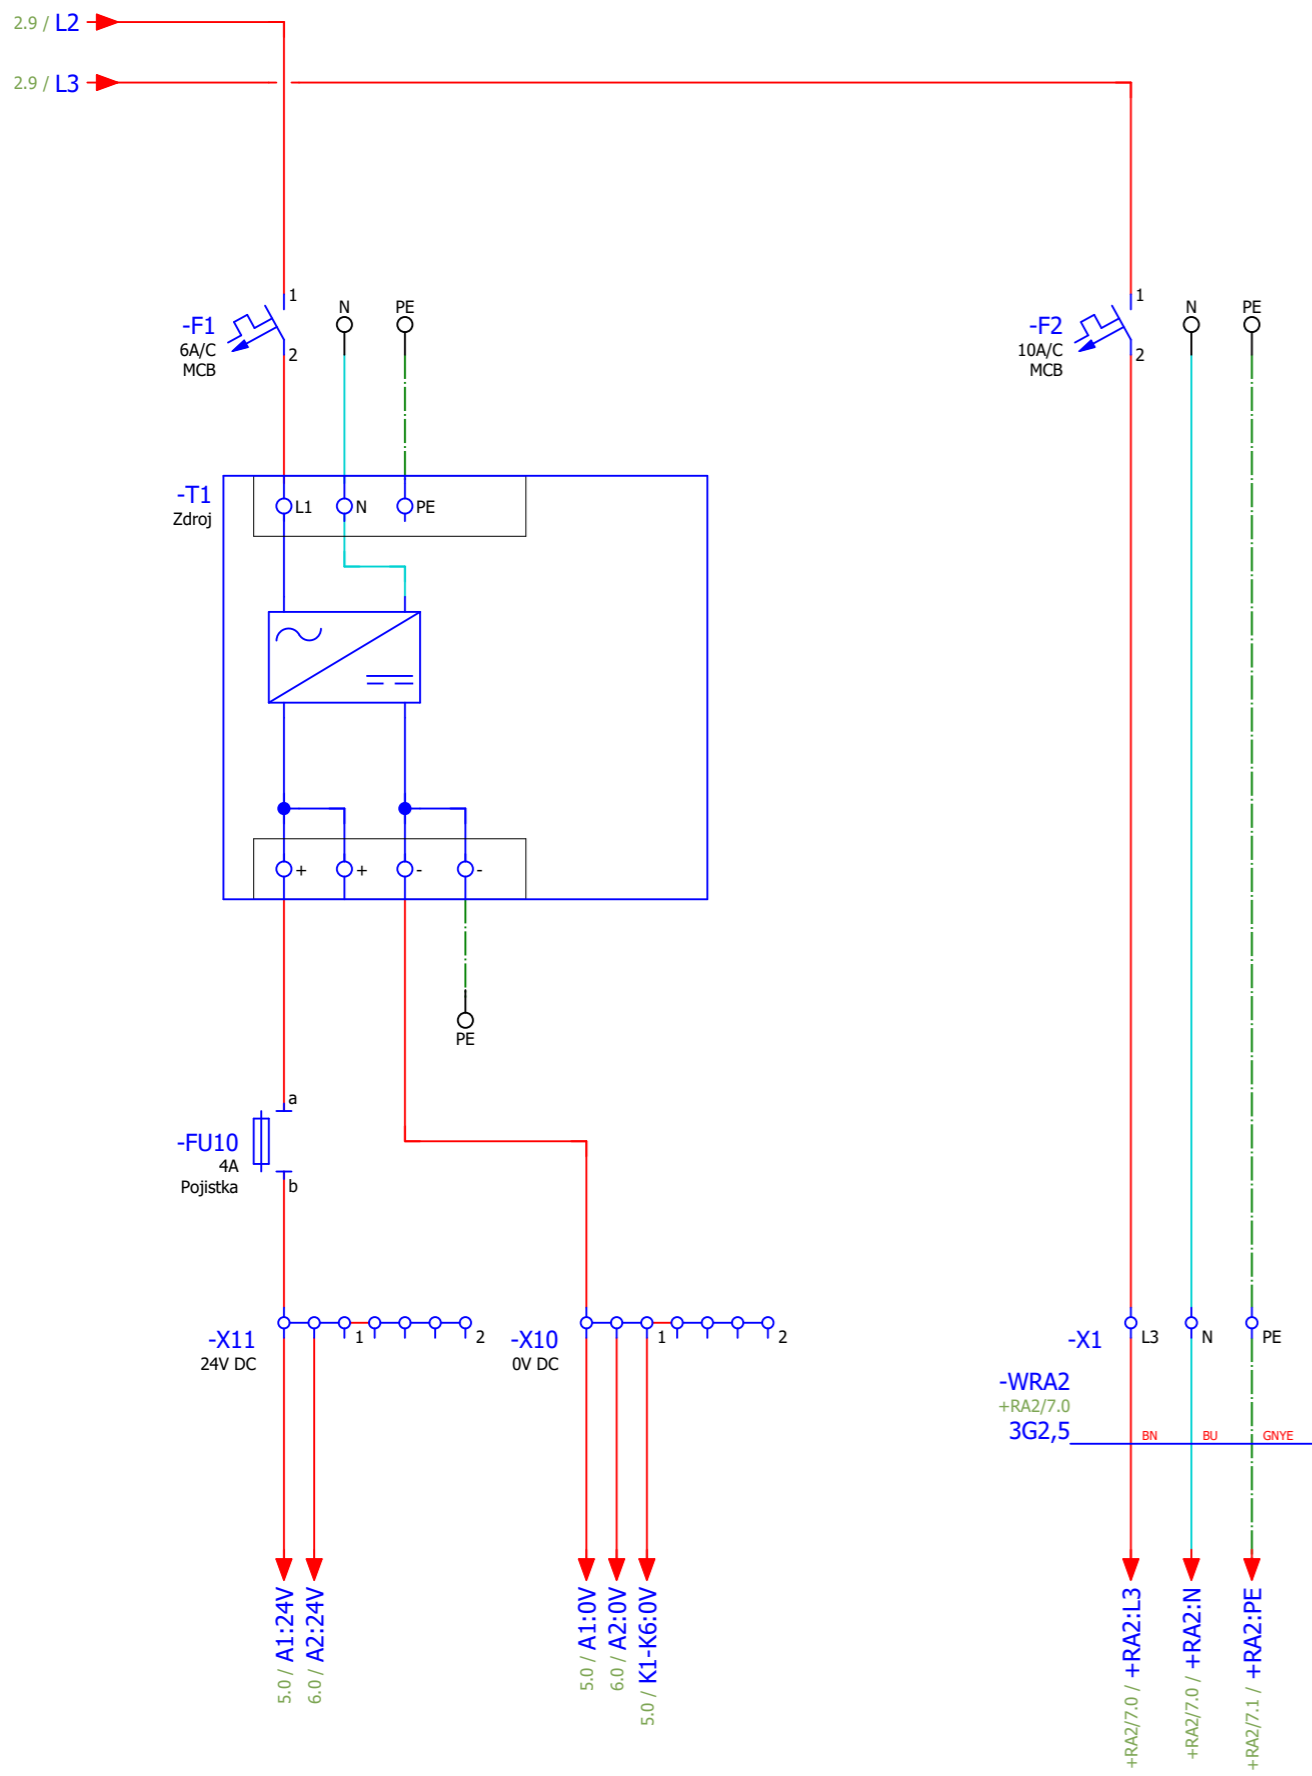 2.9 / L2
2.9 / L3
1
-F1
6A/C
MCB
2
N
PE
1
-F2
10A/C
MCB
2
N
PE
-T1
Zdroj
L1
N
PE
+
+
-
-
PE
a
-FU10
4A
Pojistka
b
-X11
24V DC
1
2
-X10
0V DC
1
2
-X1
L3
N
PE
-WRA2
+RA2/7.0
3G2,5
BN
BU
GNYE
5.0 / A1:24V
6.0 / A2:24V
5.0 / A1:0V
6.0 / A2:0V
5.0 / K1-K6:0V
+RA2/7.0 / +RA2:L3
+RA2/7.0 / +RA2:N
+RA2/7.1 / +RA2:PE